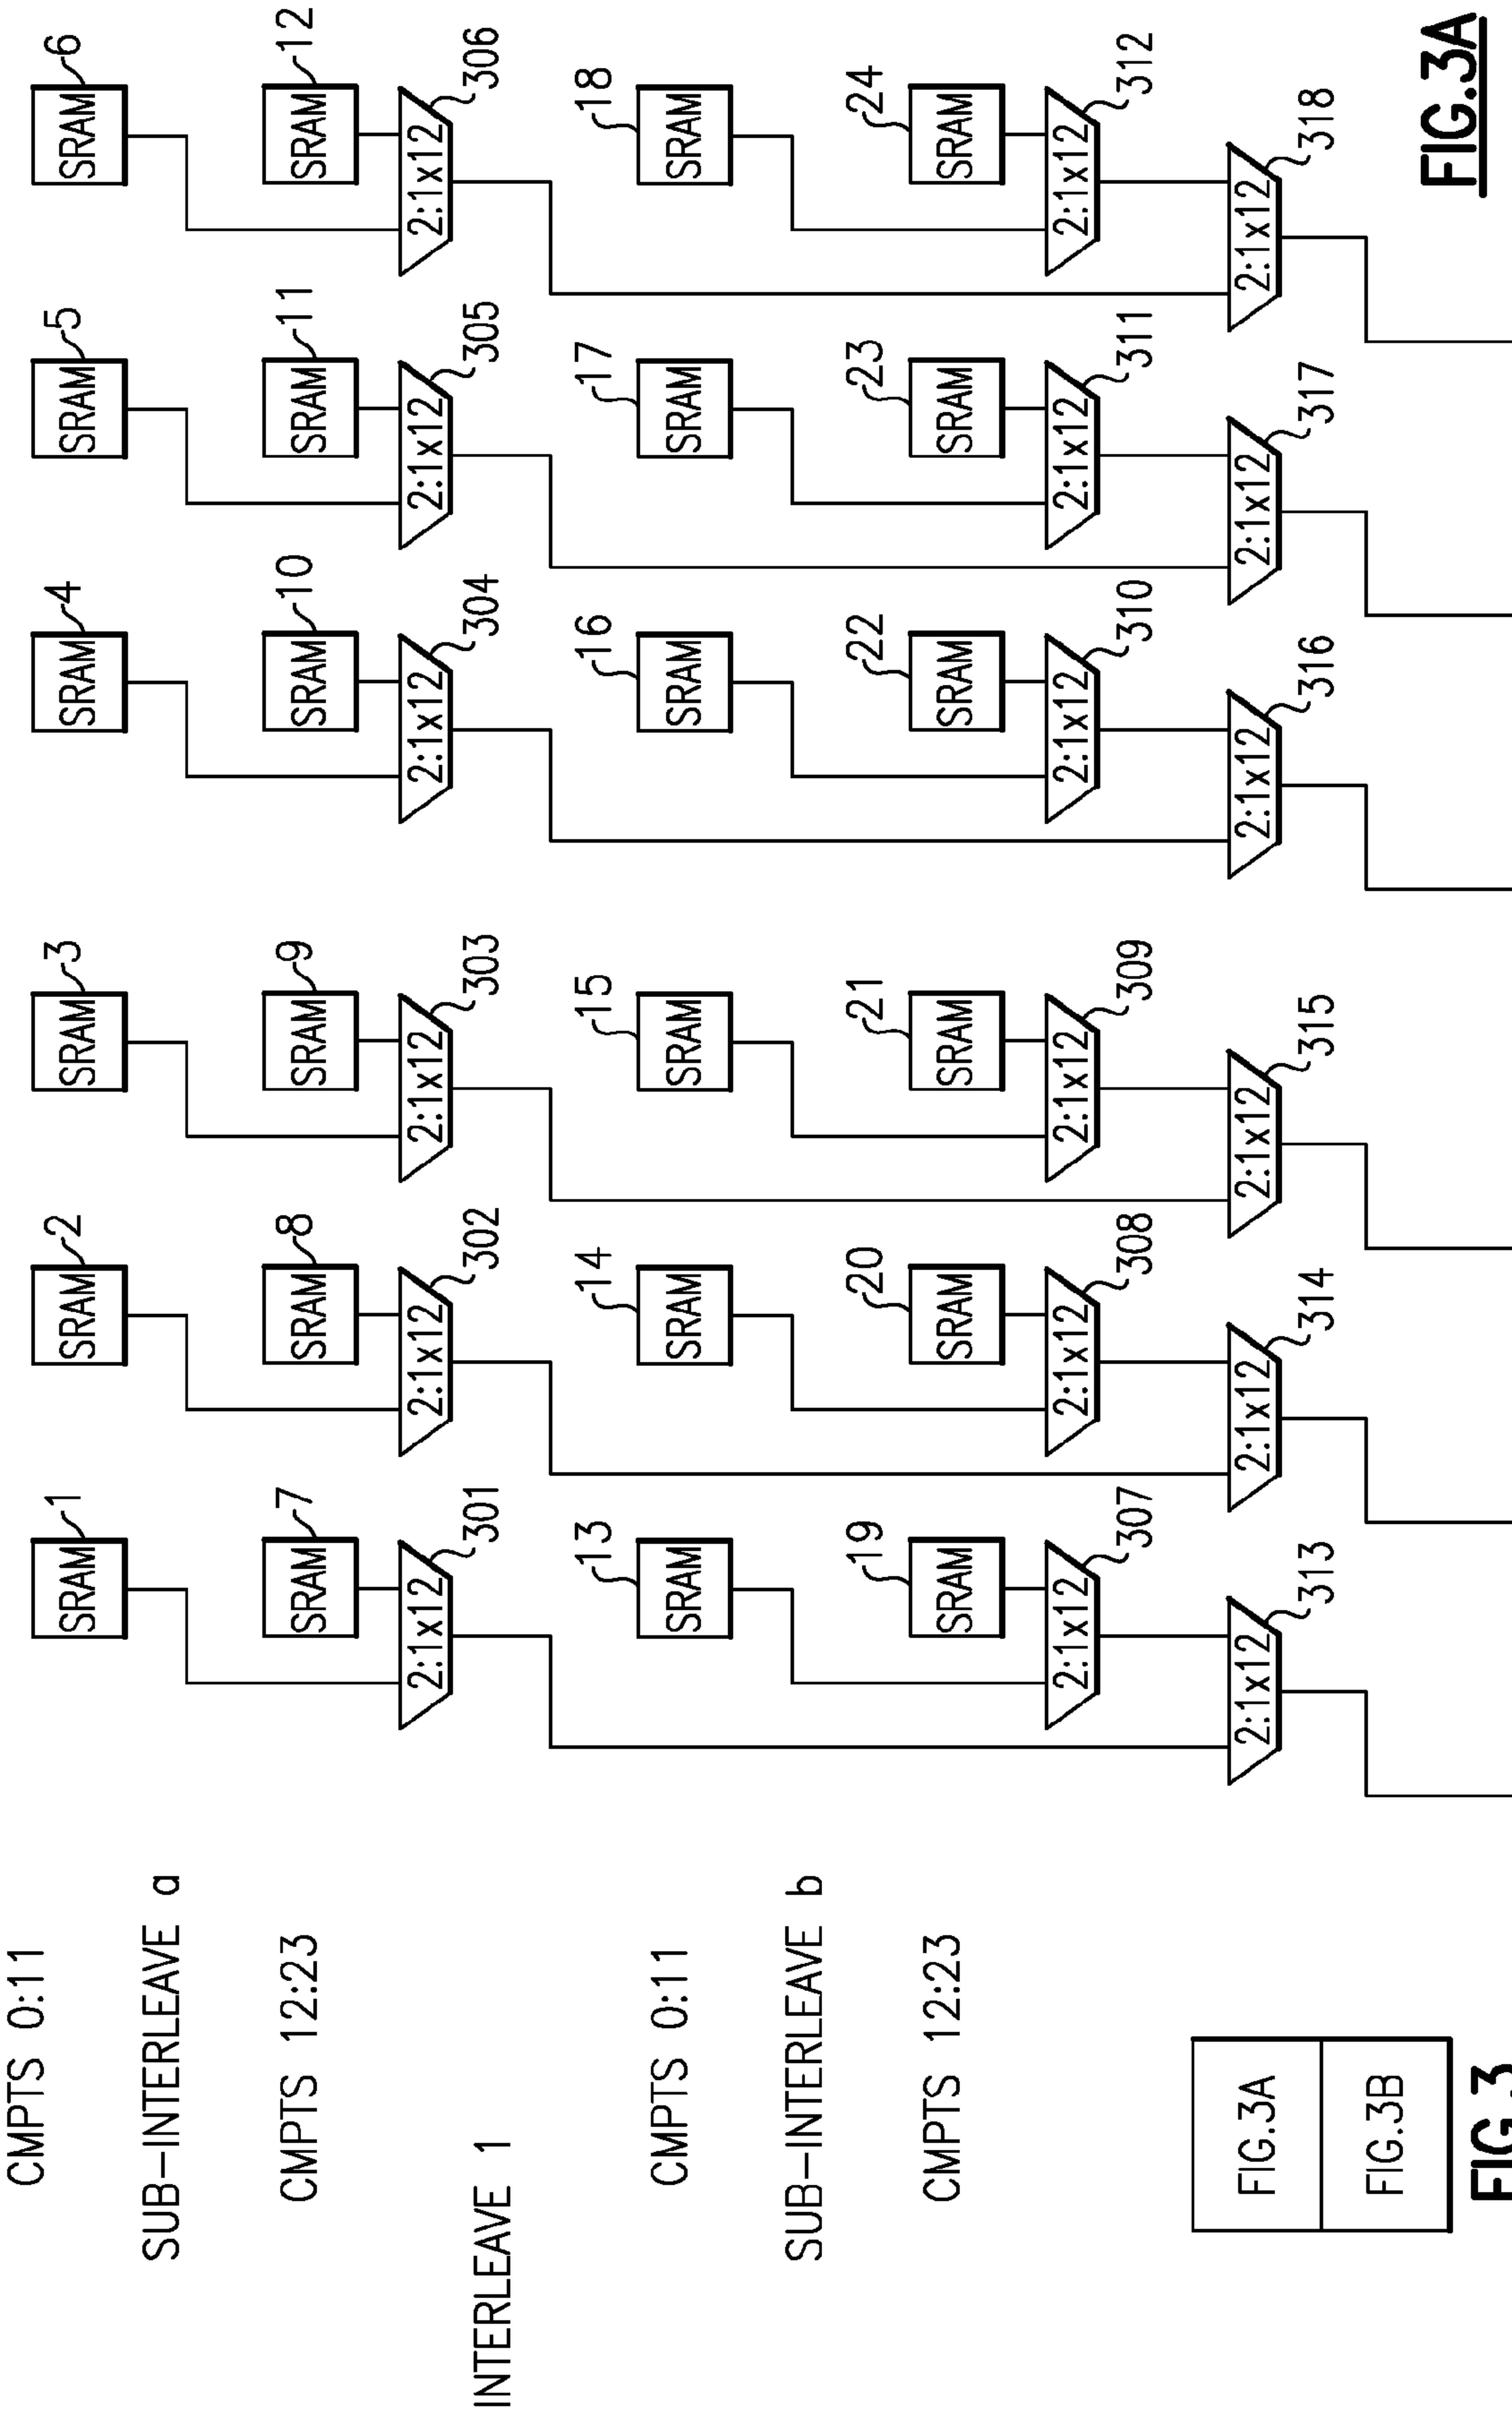 CMPTS 0:11
1
2
3
4
5
6
SRAM
SRAM
SRAM
SRAM
SRAM
SRAM
SUB-INTERLEAVE a
CMPTS 12:23
7
8
9
10
11
12
SRAM
SRAM
SRAM
SRAM
SRAM
SRAM
2:1x12
2:1x12
2:1x12
2:1x12
2:1x12
2:1x12
301
302
303
304
305
306
INTERLEAVE 1
13
14
15
16
17
18
CMPTS 0:11
SRAM
SRAM
SRAM
SRAM
SRAM
SRAM
SUB-INTERLEAVE b
19
20
21
22
23
24
CMPTS 12:23
SRAM
SRAM
SRAM
SRAM
SRAM
SRAM
2:1x12
2:1x12
2:1x12
2:1x12
2:1x12
2:1x12
307
308
309
310
311
312
2:1x12
2:1x12
2:1x12
2:1x12
2:1x12
2:1x12
313
314
315
316
317
318
FIG.3A
FIG.3B
FIG.3
FIG.3A